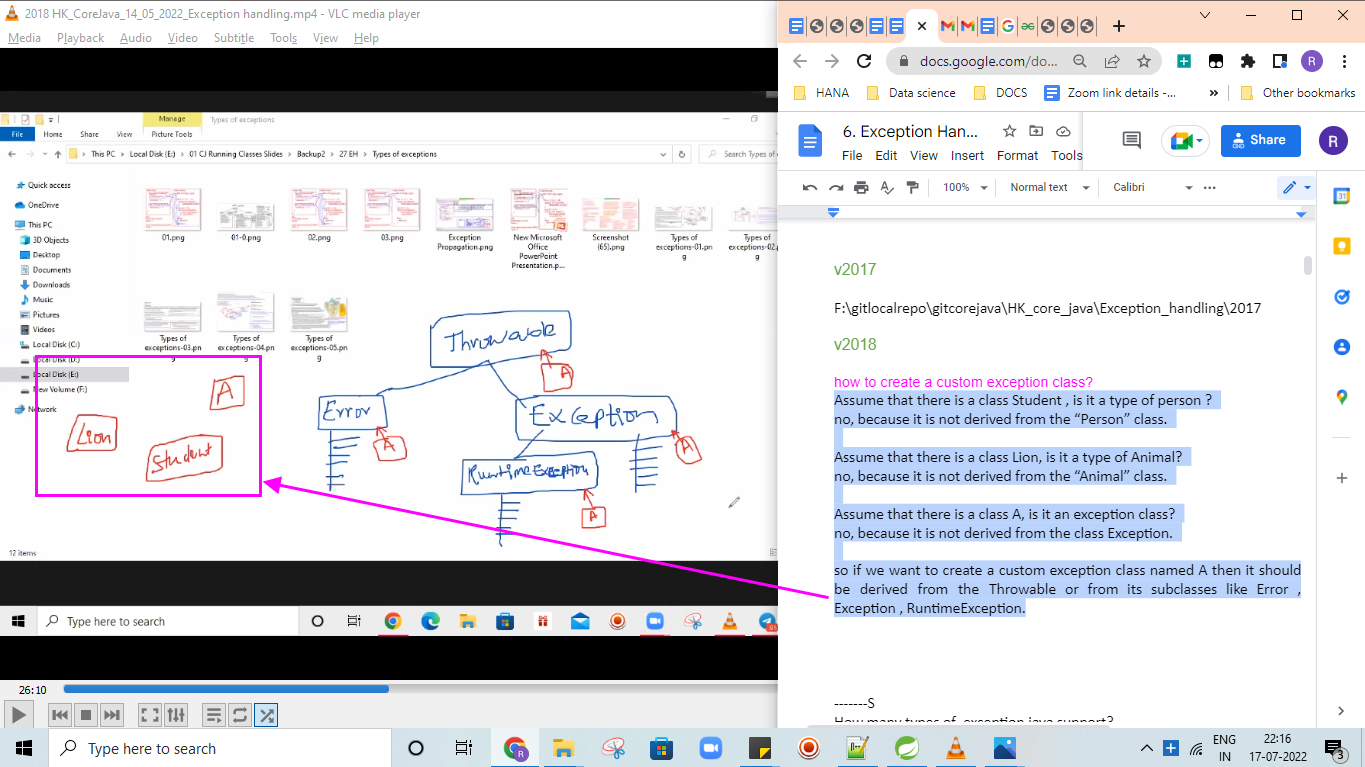 2018 HK_CoreJava_14_05_2022_Exception handling.mp4 - VLC media player
Media Playback Audio Video Subtitle Tools View Help
Manage
Types of exceptions
File Home Share View Picture Tools
This PC Local Disk (E:) 01 CJ Running Classes Slides Backup2 27 EH Types of exceptions
Search Types of
Quick access
OneDrive
This PC
3D Objects
Desktop
Documents
Downloads
Music
Pictures
Videos
Local Disk (C:)
Local Disk (D:)
Local Disk (E:)
New Volume (F:)
Network
01.png
01-0.png
02.png
03.png
Exception Propagation.png
New Microsoft Office PowerPoint Presentation.p...
Screenshot (65).png
Types of exceptions-01.png
Types of exceptions-02.pn
Types of exceptions-03.png
Types of exceptions-04.png
Types of exceptions-05.png
Throwable
A
Error
A
Exception
A
RuntimeException
A
A
Lion
Student
12 items
Type here to search
26:10
docs.google.com/do...
R
HANA Data science DOCS Zoom link details -... » Other bookmarks
6. Exception Han...
File Edit View Insert Format Tools
Share
R
100% Normal text Calibri
31
v2017
F:\gitlocalrepo\gitcorejava\HK_core_java\Exception_handling\2017
v2018
how to create a custom exception class?
Assume that there is a class Student , is it a type of person ?
no, because it is not derived from the “Person” class.
Assume that there is a class Lion, is it a type of Animal?
no, because it is not derived from the “Animal” class.
Assume that there is a class A, is it an exception class?
no, because it is not derived from the class Exception.
so if we want to create a custom exception class named A then it should
be derived from the Throwable or from its subclasses like Error ,
Exception , RuntimeException.
-------S
How many types of exception java support?
Type here to search
R
ENG
IN
22:16
17-07-2022
3